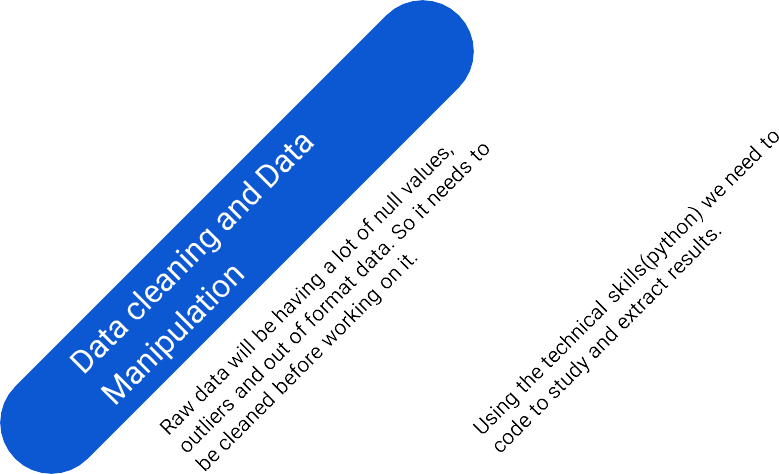 Data cleaning and Data
Manipulation
Raw data will be having a lot of null values,
outliers and out of format data. So it needs to
be cleaned before working on it.
Using the technical skills(python) we need to
code to study and extract results.